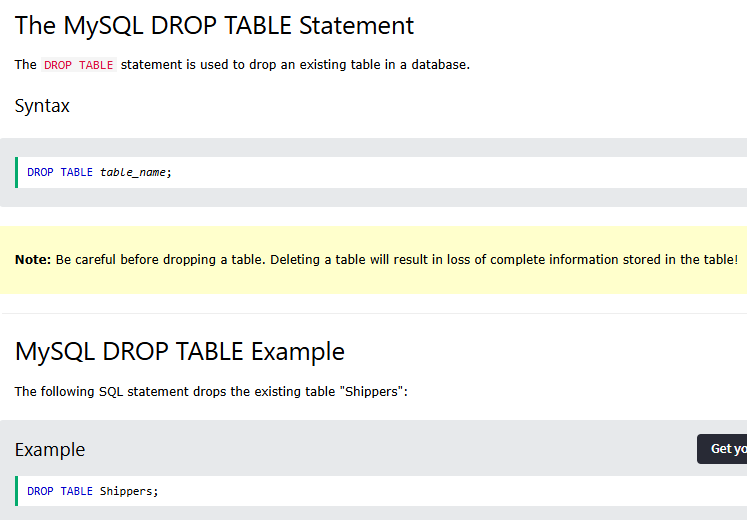 The MySQL DROP TABLE Statement
The DROP TABLE statement is used to drop an existing table in a database.
Syntax
DROP TABLE table_name;
Note: Be careful before dropping a table. Deleting a table will result in loss of complete information stored in the table!
MySQL DROP TABLE Example
The following SQL statement drops the existing table "Shippers":
Example
Get
DROP TABLE Shippers;